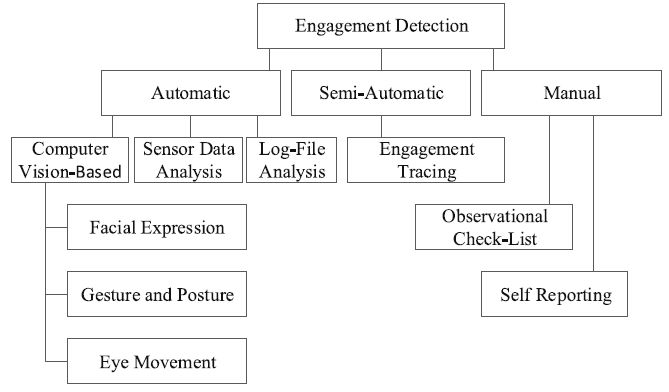 Engagement Detection
Automatic
Semi-Automatic
Manual
Computer
Vision-Based
Sensor Data
Analysis
Log-File
Analysis
Engagement
Tracing
Facial Expression
Observational
Check-List
Gesture and Posture
Self Reporting
Eye Movement